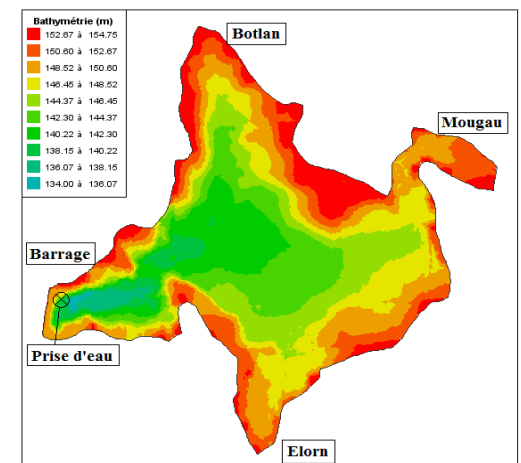 Bathymétrie (m)
152.67 à 154.75
150.60 à 152.67
148.52 à 150.60
146.45 à 148.52
144.37 à 146.45
142.30 à 144.37
140.22 à 142.30
138.15 à 140.22
136.07 à 138.15
134.00 à 136.07
Botlan
Mougau
Barrage
Prise d'eau
Elorn